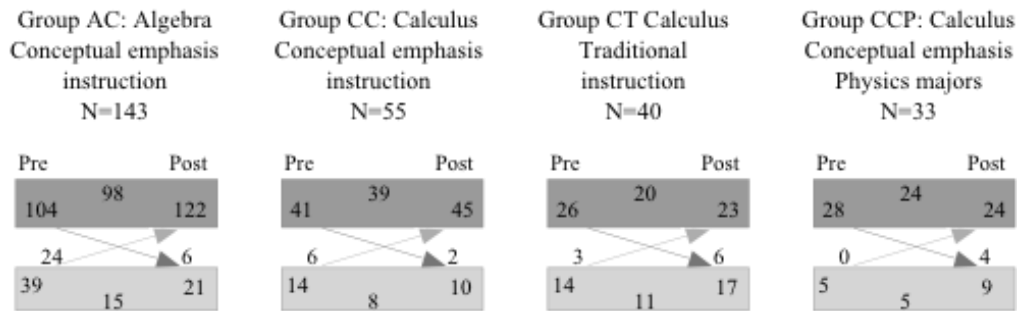 Group AC: Algebra
Conceptual emphasis
instruction
N=143
Pre Post
98
104 122
24 6
39 21
15
Group CC: Calculus
Conceptual emphasis
instruction
N=55
Pre Post
39
41 45
6 2
14 10
8
Group CT Calculus
Traditional
instruction
N=40
Pre Post
20
26 23
3 6
14 17
11
Group CCP: Calculus
Conceptual emphasis
Physics majors
N=33
Pre Post
24
28 24
0 4
5 9
5